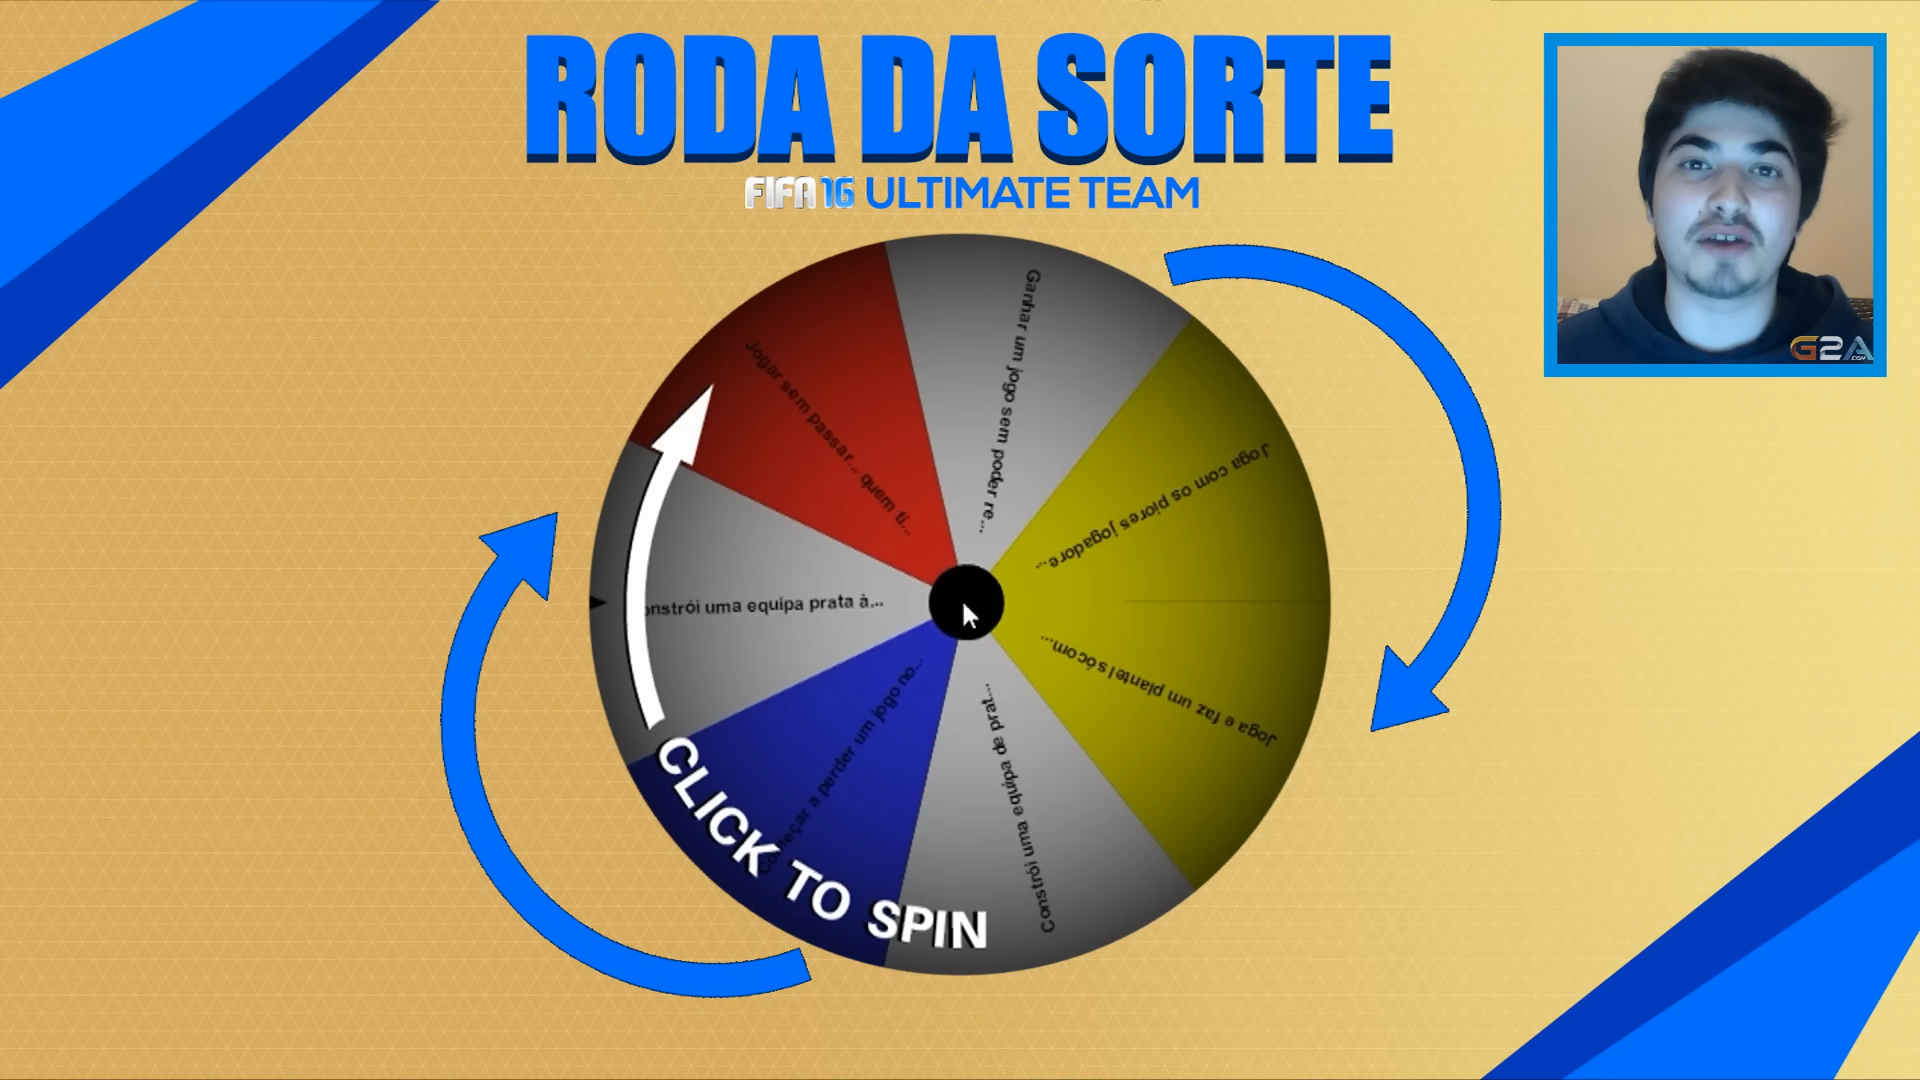 RODA DA SORTE
FIFA 16 ULTIMATE TEAM
Ganhar um jogo sem poder re...
Jogar sem passar... quem ti...
Joga com os piores jogadore...
onstrói uma equipa prata à...
Joga e faz um plantel só com...
Começar a perder um jogo no...
Constrói uma equipa de prat...
CLICK TO SPIN
G2A
.COM